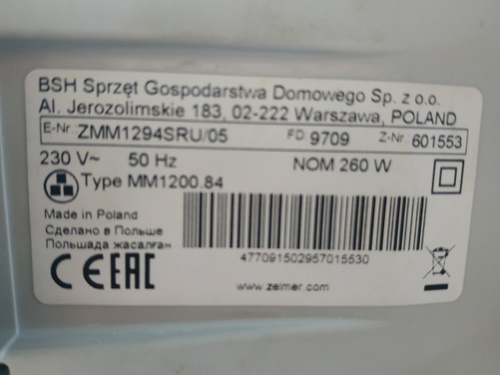 BSH Sprzęt Gospodarstwa Domowego Sp. z o.o.
Al. Jerozolimskie 183, 02-222 Warszawa, POLAND
E-Nr. ZMM1294SRU/05 FD 9709 Z-Nr. 601553
230 V~ 50 Hz NOM 260 W
Type MM1200.84
Made in Poland
Сделано в Польше
Польшада жасалған
477091502957015530
CE EAC
www.zelmer.com